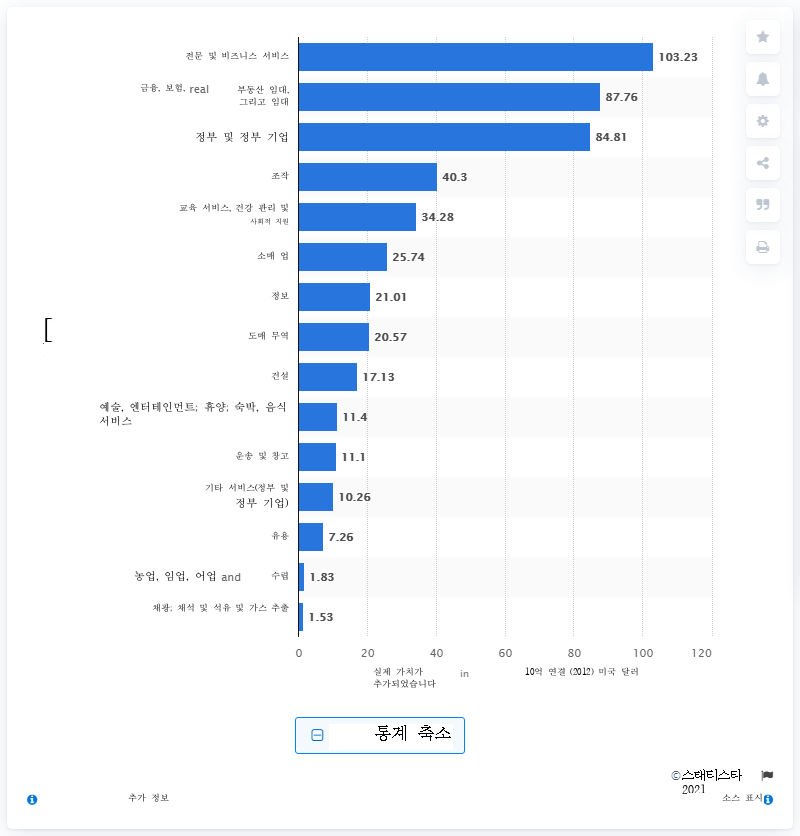 전문 및 비즈니스 서비스 103.23
금융, 보험, real 부동산 임대,
그리고 임대 87.76
정부 및 정부 기업 84.81
조작 40.3
교육 서비스, 건강 관리 및
사회적 지원 34.28
소매 업 25.74
정보 21.01
[
도매 무역 20.57
건설 17.13
예술, 엔터테인먼트; 휴양; 숙박, 음식
서비스 11.4
운송 및 창고 11.1
기타 서비스(정부 및
정부 기업) 10.26
유용 7.26
농업, 임업, 어업 and 수렵 1.83
채광; 채석 및 석유 및 가스 추출 1.53
0 20 40 60 80 100 120
실제 가치가 in 10억 연결 (2012) 미국 달러
추가되었습니다
통계 축소
©스태티스타
2021
추가 정보 소스 표시